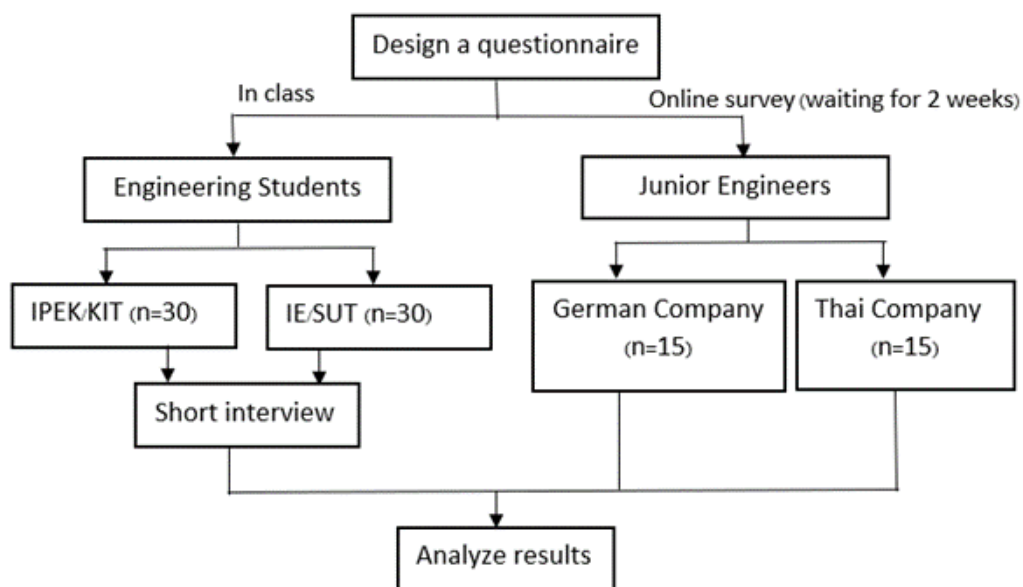 Design a questionnaire
In class
Online survey (waiting for 2 weeks)
Engineering Students
Junior Engineers
IPEK/KIT (n=30)
IE/SUT (n=30)
German Company
(n=15)
Thai Company
(n=15)
Short interview
Analyze results